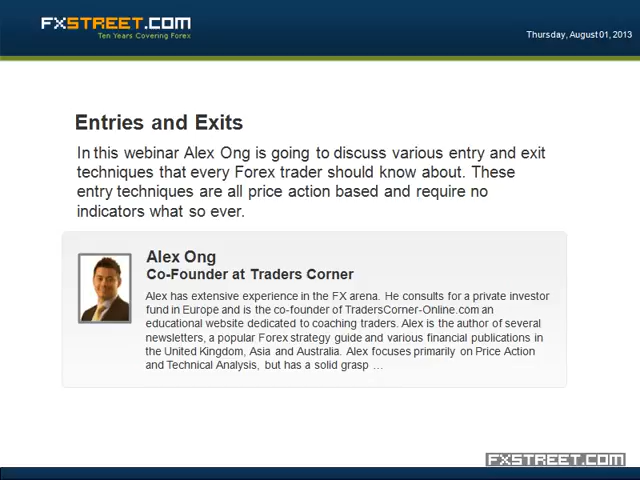 FXSTREET.COM
Ten Years Covering Forex
Thursday, August 01, 2013
Entries and Exits
In this webinar Alex Ong is going to discuss various entry and exit
techniques that every Forex trader should know about. These
entry techniques are all price action based and require no
indicators what so ever.
Alex Ong
Co-Founder at Traders Corner
Alex has extensive experience in the FX arena. He consults for a private investor
fund in Europe and is the co-founder of TradersCorner-Online.com an
educational website dedicated to coaching traders. Alex is the author of several
newsletters, a popular Forex strategy guide and various financial publications in
the United Kingdom, Asia and Australia. Alex focuses primarily on Price Action
and Technical Analysis, but has a solid grasp …
FXSTREET.COM